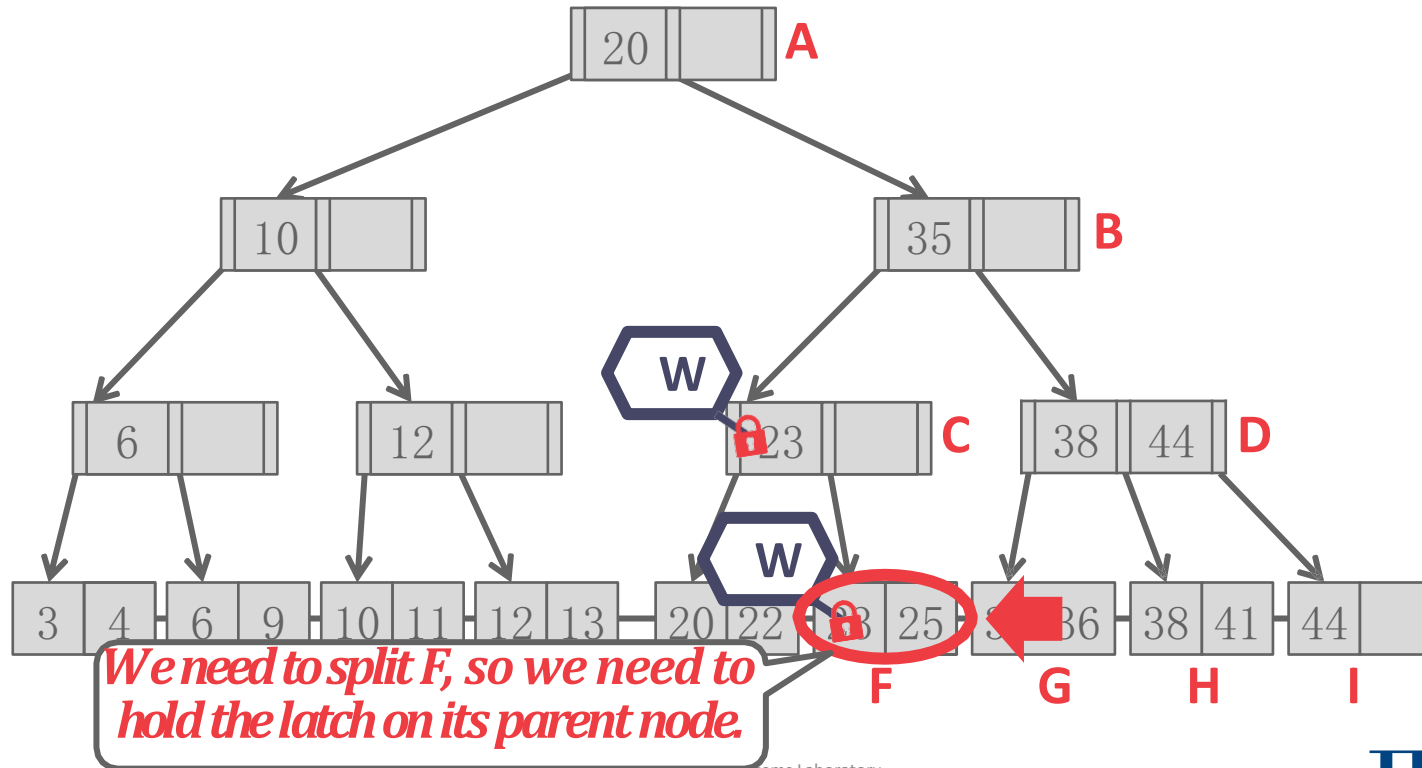 20 A
10 35 B
W
6 12 23 C 38 44 D
W
3 4 6 9 10 11 12 13 20 22 23 25 36 38 41 44
F G H I
We need to split F, so we need to
hold the latch on its parent node.